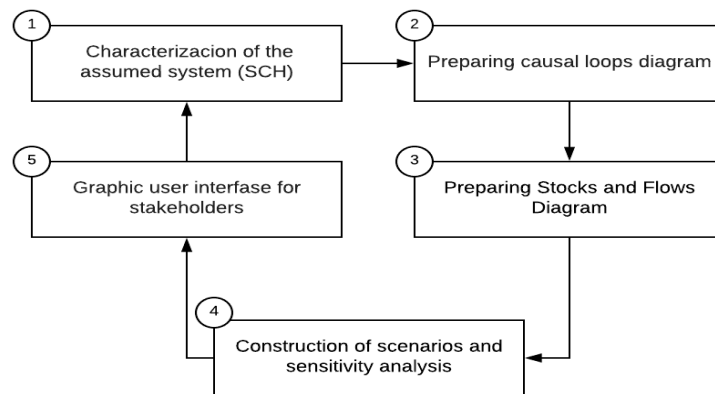 1
Characterizacion of the
assumed system (SCH)
2
Preparing causal loops diagram
5
Graphic user interfase for
stakeholders
3
Preparing Stocks and Flows
Diagram
4
Construction of scenarios and
sensitivity analysis